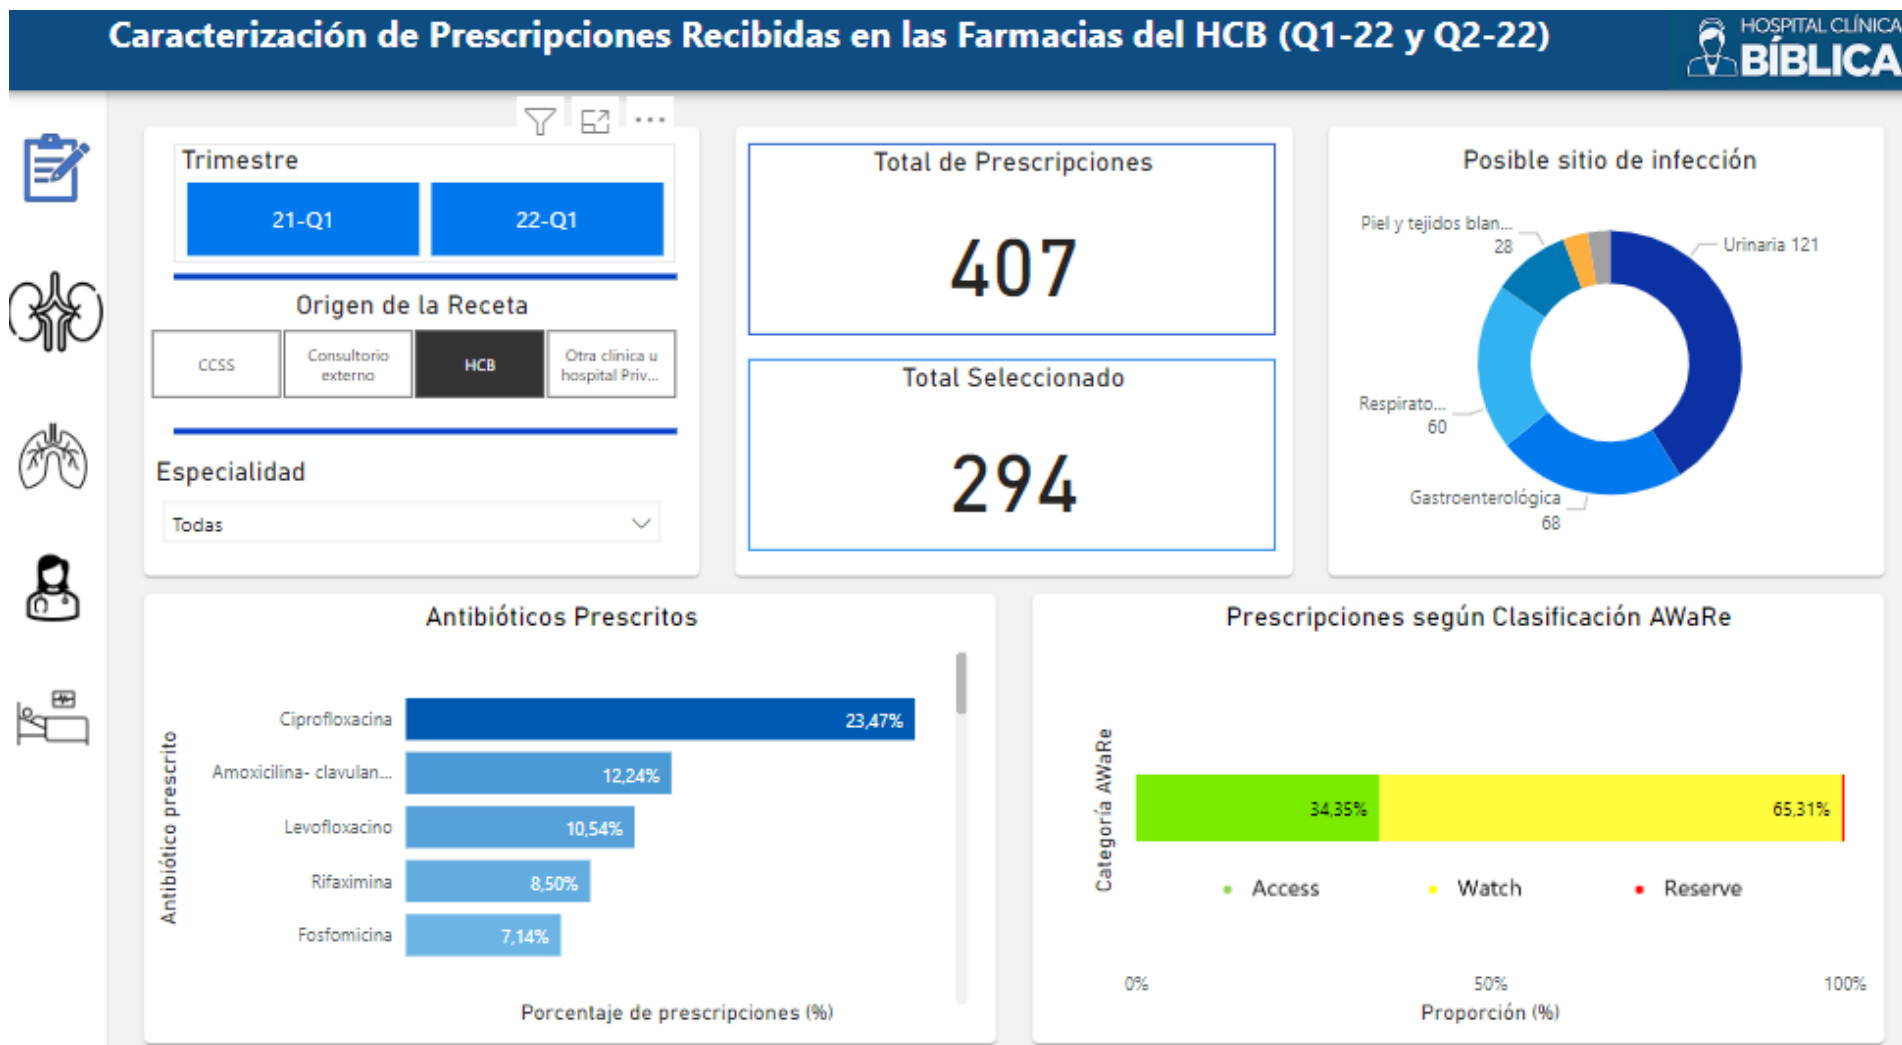 Caracterización de Prescripciones Recibidas en las Farmacias del HCB (Q1-22 y Q2-22)
HOSPITAL CLÍNICA
BÍBLICA
Trimestre
21-Q1
22-Q1
Origen de la Receta
CCSS
Consultorio
externo
HCB
Otra clinica u
hospital Priv...
Especialidad
Todas
Total de Prescripciones
407
Total Seleccionado
294
Posible sitio de infección
Piel y tejidos blan...
28
Urinaria 121
Respirato...
60
Gastroenterológica
68
Antibióticos Prescritos
Antibiótico prescrito
Ciprofloxacina
23,47%
Amoxicilina- clavulan...
12,24%
Levofloxacino
10,54%
Rifaximina
8,50%
Fosfomicina
7,14%
Porcentaje de prescripciones (%)
Prescripciones según Clasificación AWaRe
Categoría AWaRe
34,35%
65,31%
Access
Watch
Reserve
0%
50%
100%
Proporción (%)